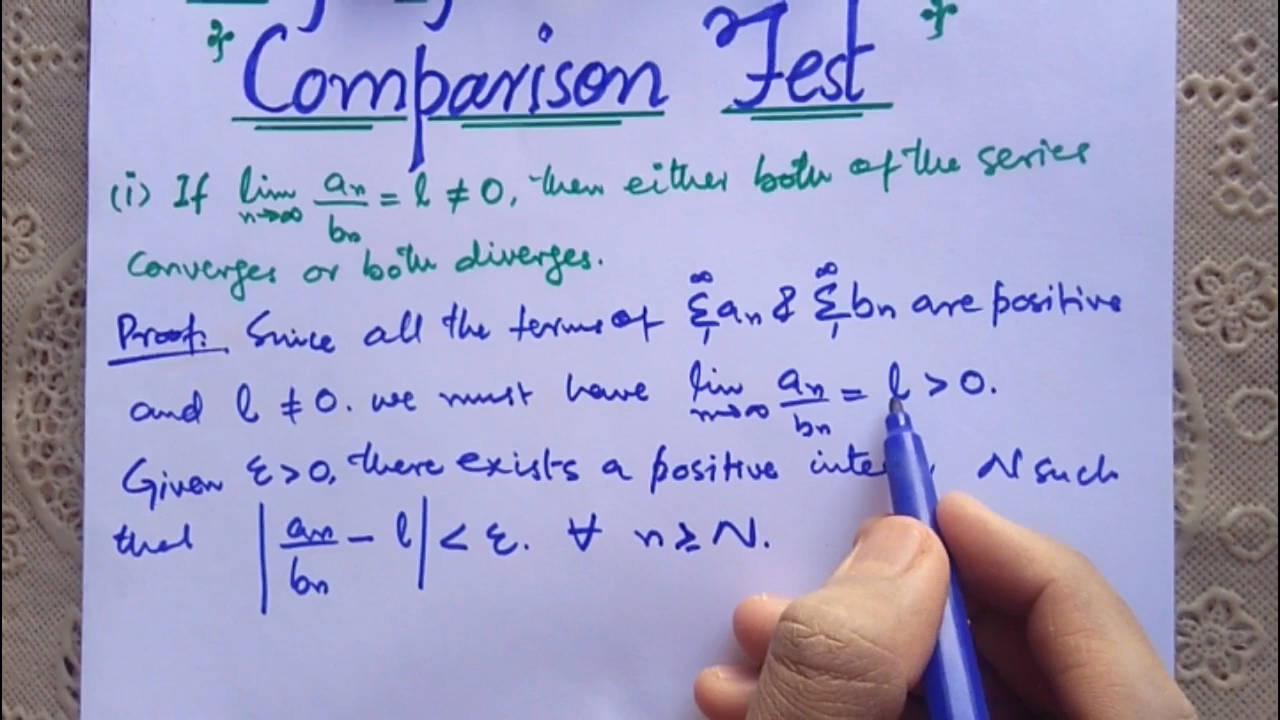 Comparison Test
(i) If lim n→∞ an/bn = l ≠ 0, then either both of the series
converges or both diverges.
Proof: Since all the terms of ∞Σ1 an & ∞Σ1 bn are positive
and l ≠ 0. we must have lim n→∞ an/bn = l > 0.
Given ε > 0, there exists a positive N such
that |an/bn - l| < ε. ∀ n ≥ N.